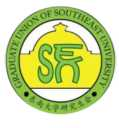 GRADUATE UNION OF SOUTHEAST UNIVERSITY
东南大学研究生会